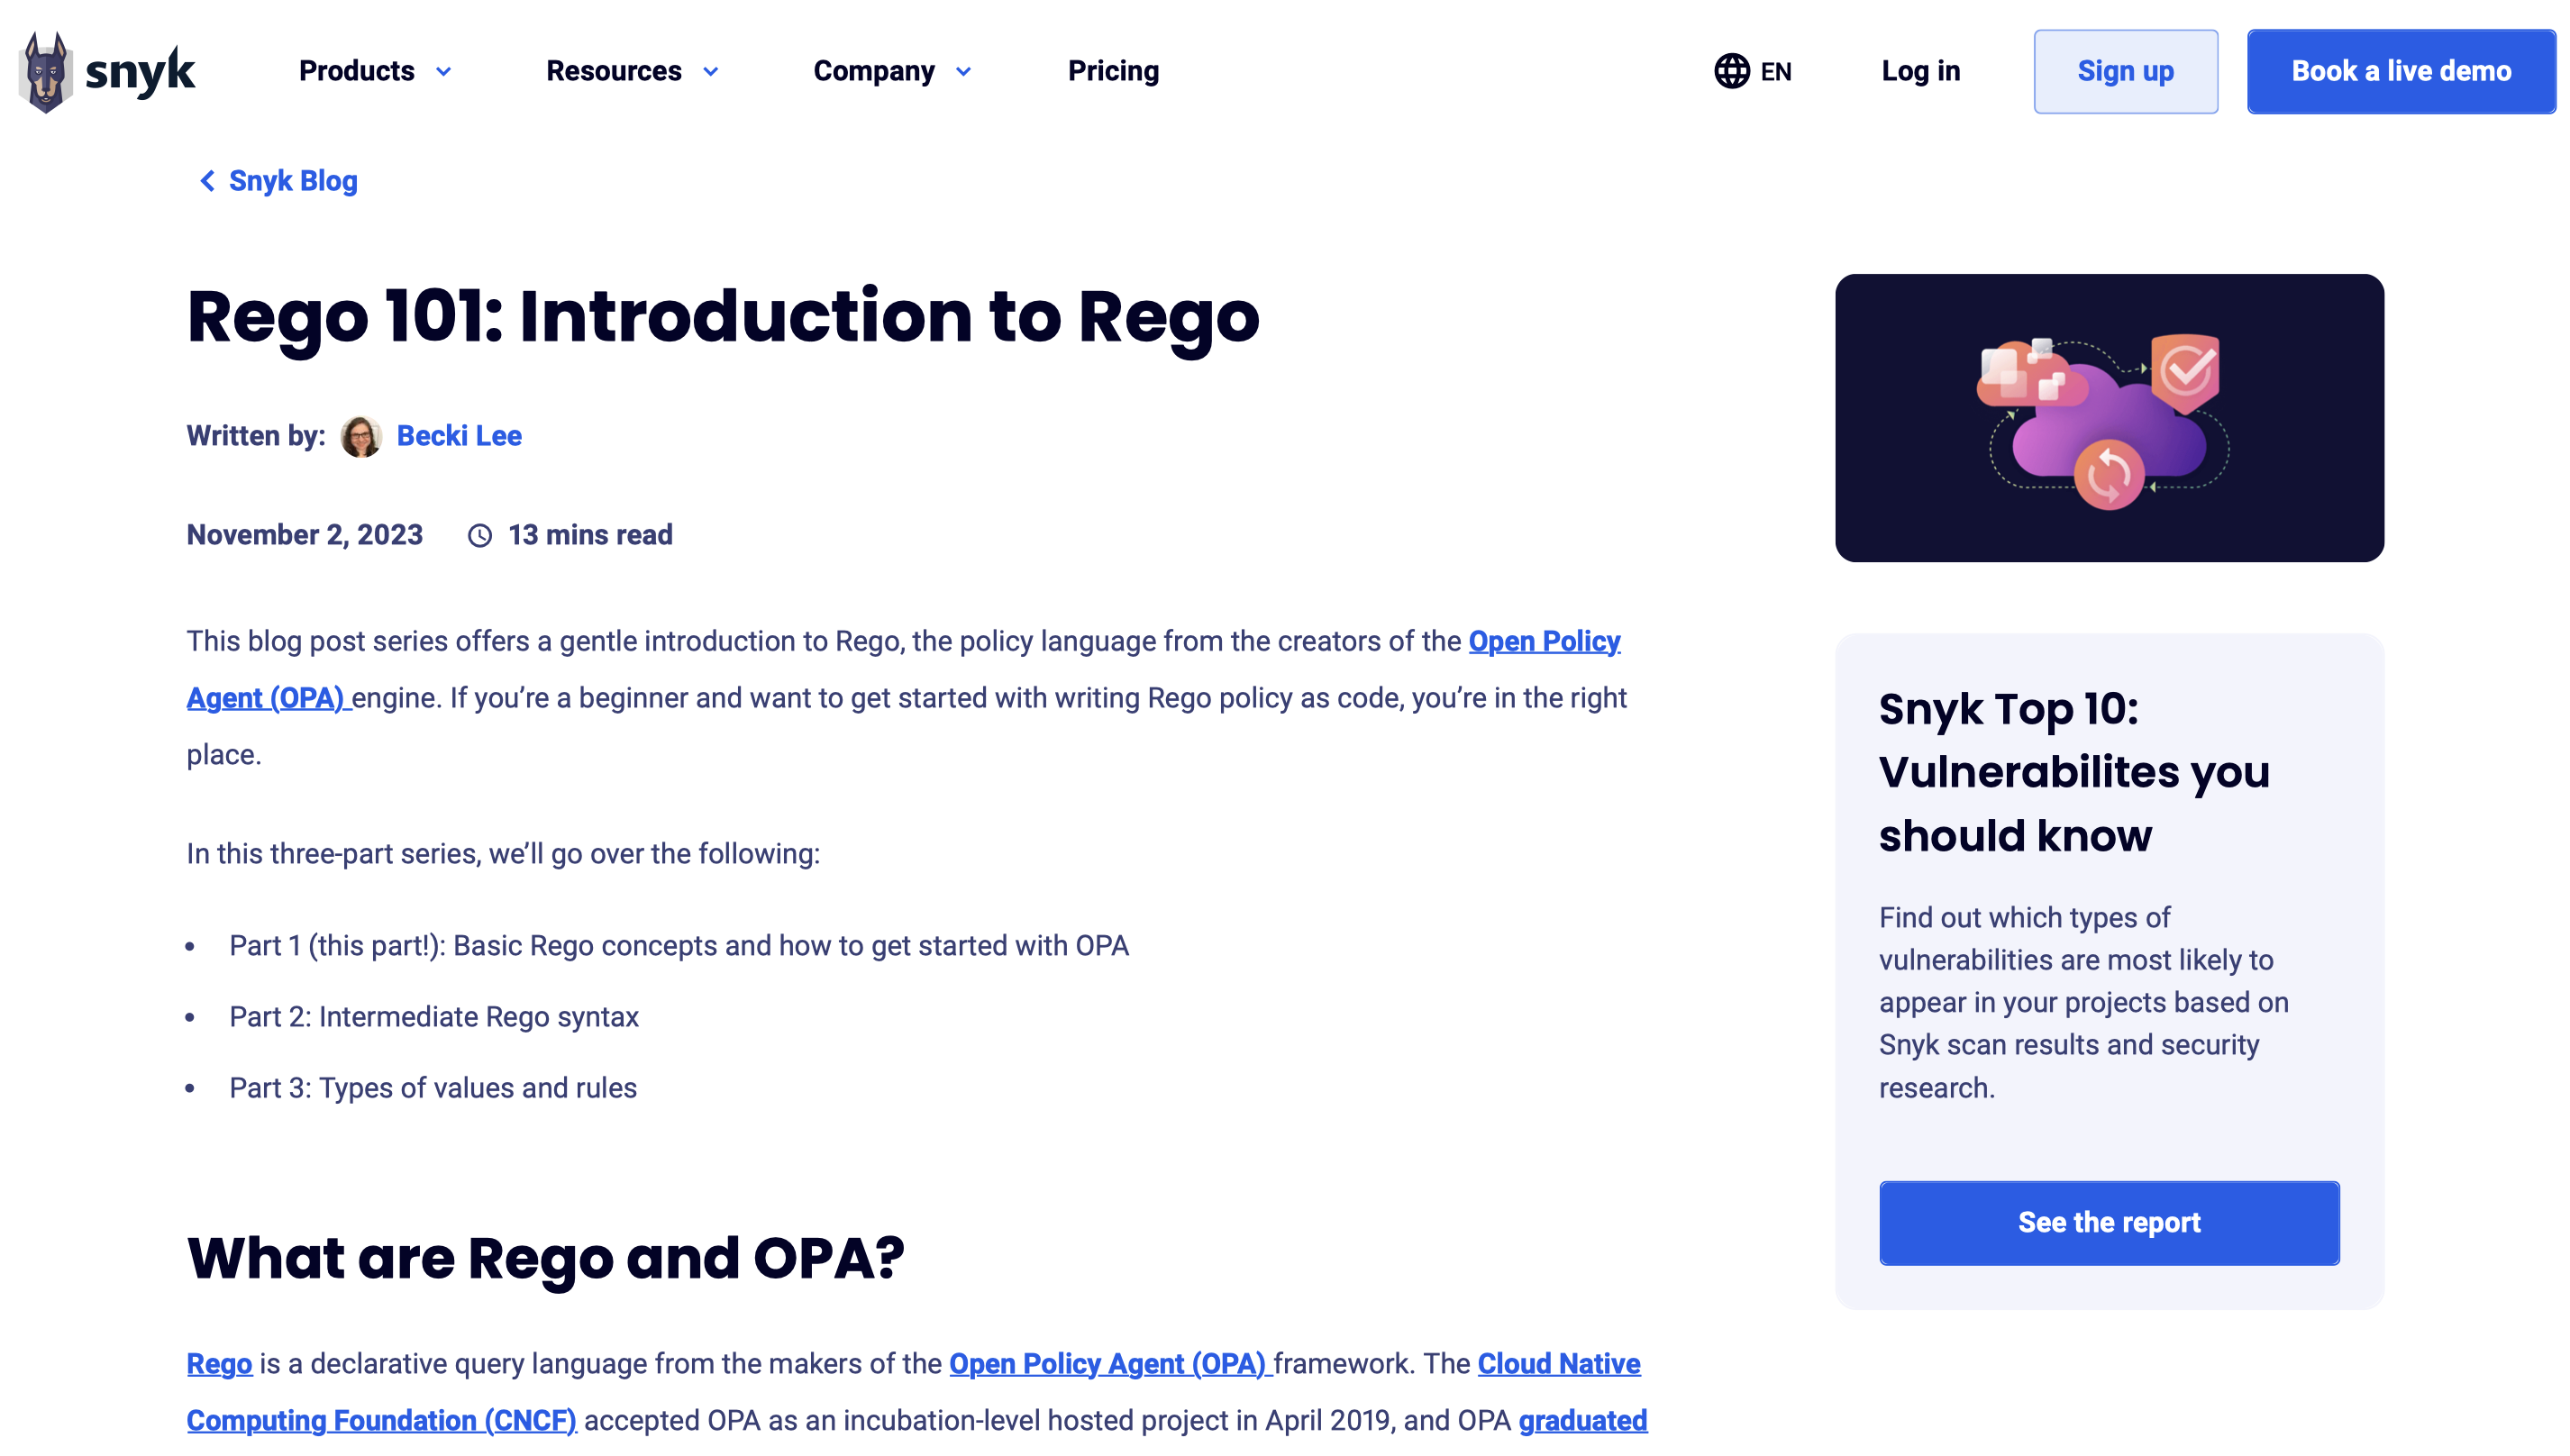 snyk
Products
Resources
Company
Pricing
EN
Log in
Sign up
Book a live demo
Snyk Blog
Rego 101: Introduction to Rego
Written by:
Becki Lee
November 2, 2023
13 mins read
This blog post series offers a gentle introduction to Rego, the policy language from the creators of the Open Policy
Agent (OPA) engine. If you’re a beginner and want to get started with writing Rego policy as code, you’re in the right
place.
In this three-part series, we’ll go over the following:
• Part 1 (this part!): Basic Rego concepts and how to get started with OPA
• Part 2: Intermediate Rego syntax
• Part 3: Types of values and rules
What are Rego and OPA?
Rego is a declarative query language from the makers of the Open Policy Agent (OPA) framework. The Cloud Native
Computing Foundation (CNCF) accepted OPA as an incubation-level hosted project in April 2019, and OPA graduated
Snyk Top 10:
Vulnerabilites you
should know
Find out which types of
vulnerabilities are most likely to
appear in your projects based on
Snyk scan results and security
research.
See the report